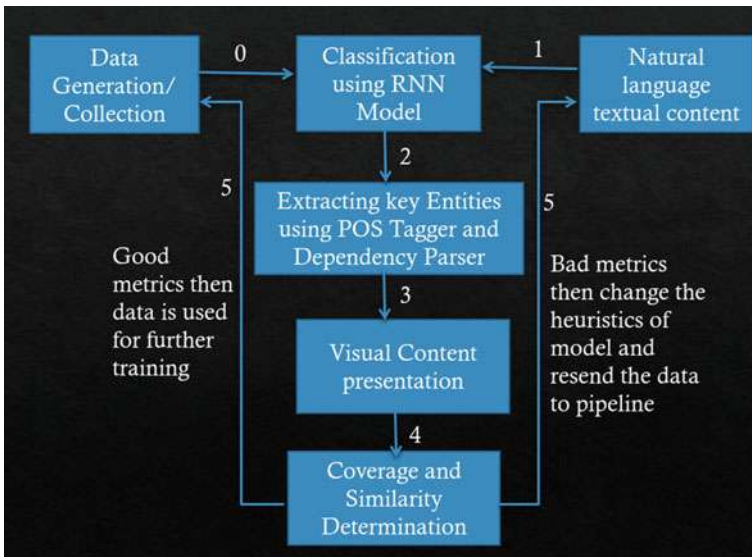 Data
Generation/
Collection
0
Classification
using RNN
Model
1
Natural
language
textual content
2
Extracting key Entities
using POS Tagger and
Dependency Parser
5
5
Good
metrics then
data is used
for further
training
3
Bad metrics
then change the
heuristics of
model and
resend the data
to pipeline
Visual Content
presentation
4
Coverage and
Similarity
Determination